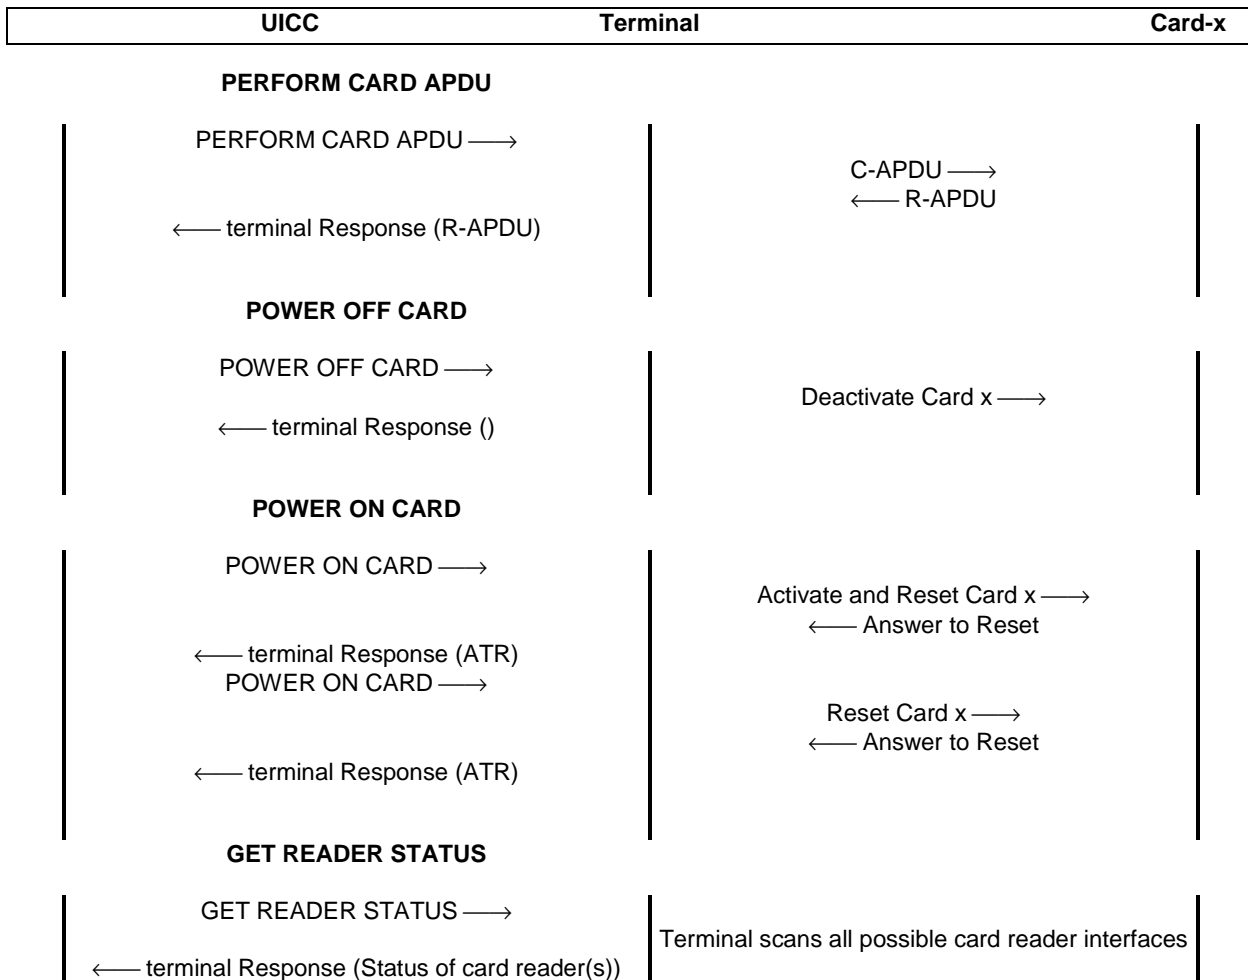 UICC Terminal Card-x
PERFORM CARD APDU
PERFORM CARD APDU ⟶
C-APDU ⟶
⟵ R-APDU
⟵ terminal Response (R-APDU)
POWER OFF CARD
POWER OFF CARD ⟶
Deactivate Card x ⟶
⟵ terminal Response ()
POWER ON CARD
POWER ON CARD ⟶
Activate and Reset Card x ⟶
⟵ Answer to Reset
⟵ terminal Response (ATR)
POWER ON CARD ⟶
Reset Card x ⟶
⟵ Answer to Reset
⟵ terminal Response (ATR)
GET READER STATUS
GET READER STATUS ⟶
Terminal scans all possible card reader interfaces
⟵ terminal Response (Status of card reader(s))